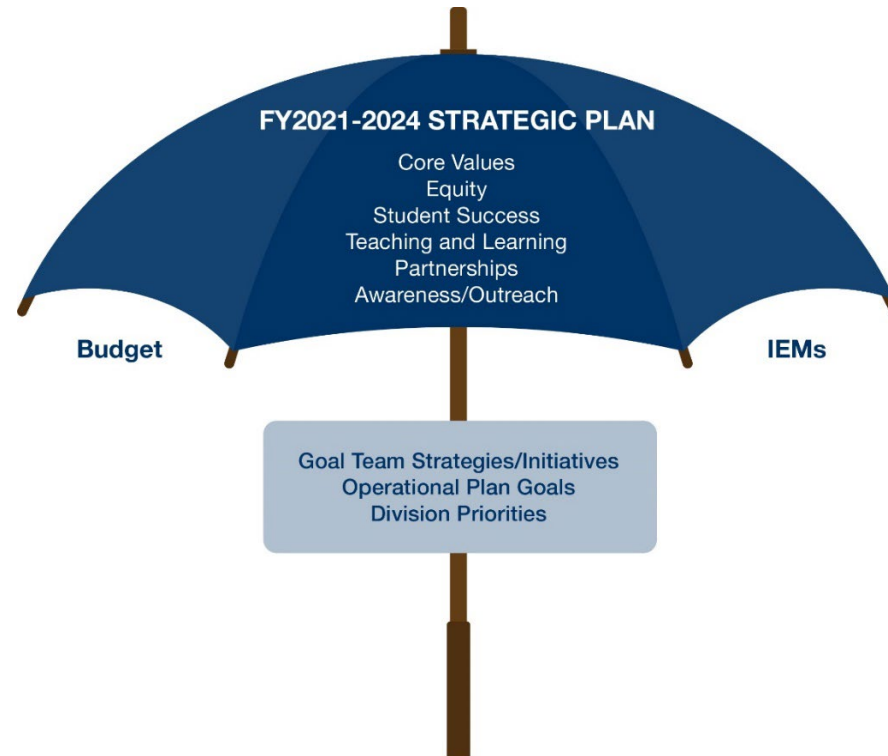 FY2021-2024 STRATEGIC PLAN
Core Values
Equity
Student Success
Teaching and Learning
Partnerships
Awareness/Outreach
Budget
IEMs
Goal Team Strategies/Initiatives
Operational Plan Goals
Division Priorities